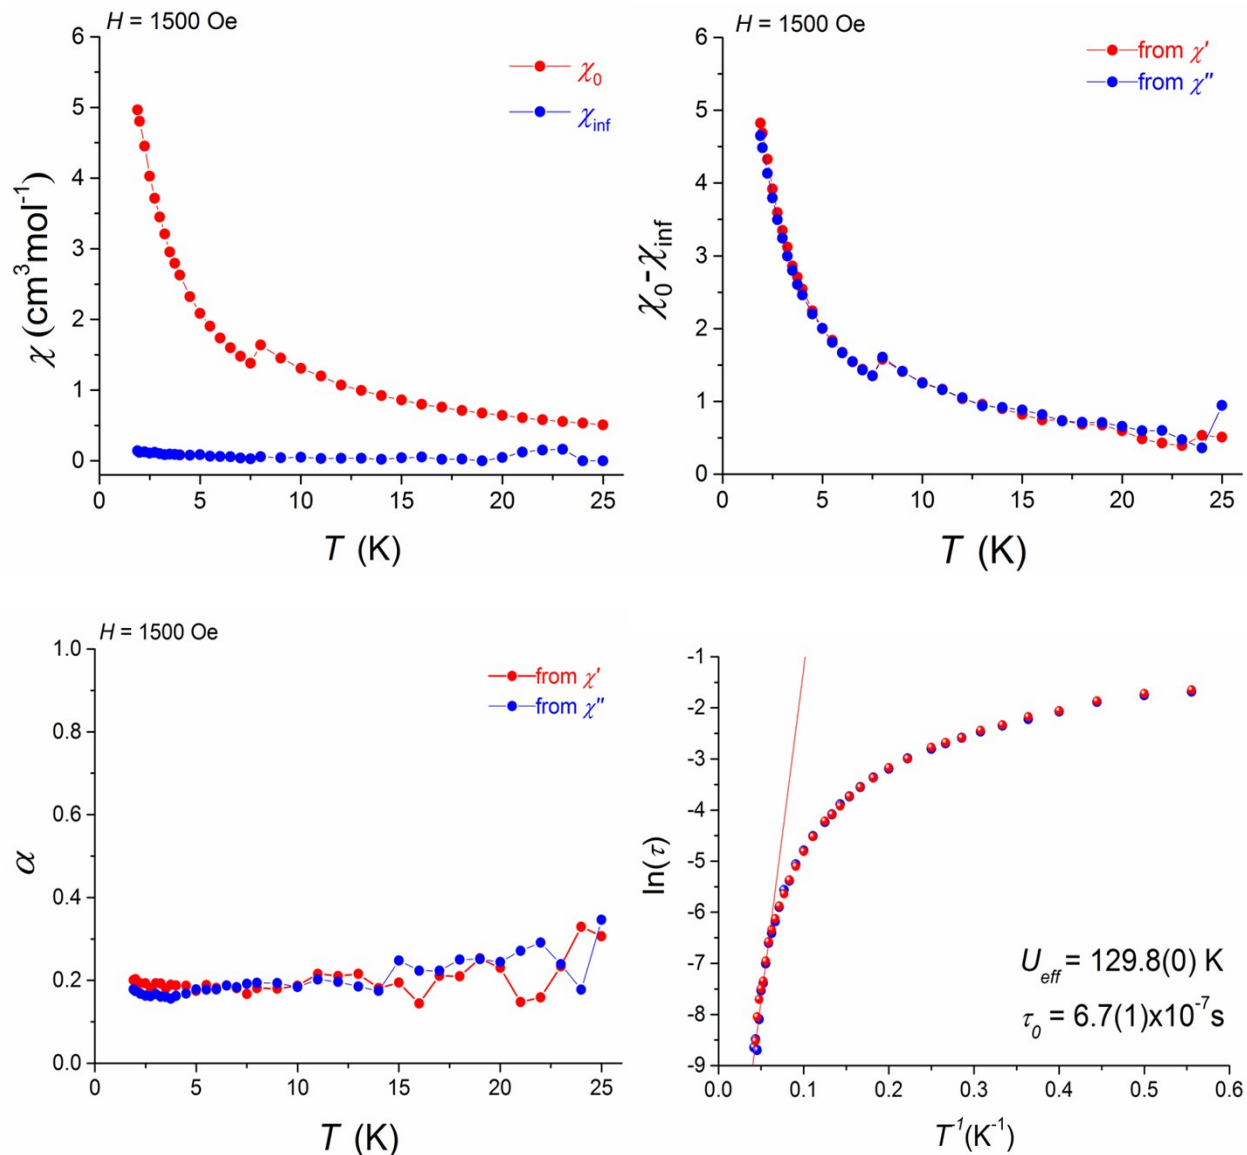 H = 1500 Oe
χ₀
χinf
6
5
4
3
2
1
0
χ (cm³mol⁻¹)
0 5 10 15 20 25
T (K)
H = 1500 Oe
from χ'
from χ''
6
5
4
3
2
1
0
χ₀-χinf
0 5 10 15 20 25
T (K)
H = 1500 Oe
from χ'
from χ''
1.0
0.8
0.6
0.4
0.2
0.0
α
0 5 10 15 20 25
T (K)
-1
-2
-3
-4
-5
-6
-7
-8
-9
ln(τ)
Ueff = 129.8(0) K
τ₀ = 6.7(1)x10⁻⁷s
0.0 0.1 0.2 0.3 0.4 0.5 0.6
T¹(K⁻¹)